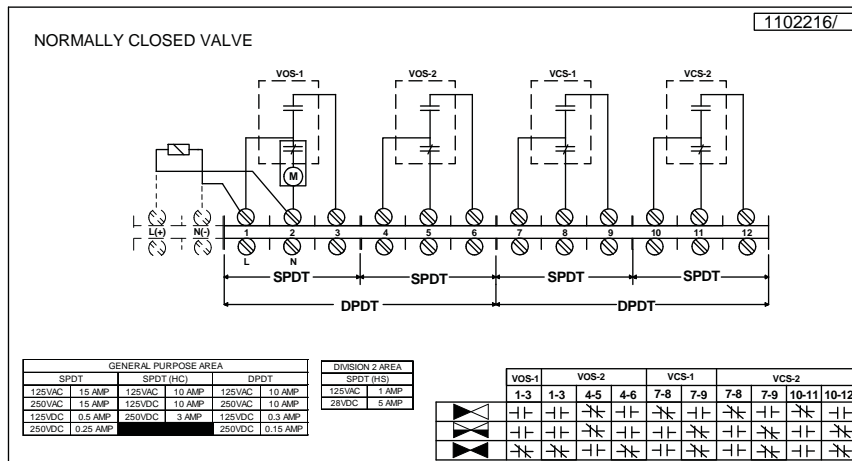 1102216/
NORMALLY CLOSED VALVE
VOS-1 VOS-2 VCS-1 VCS-2
M
L(+) N(-) 1 2 3 4 5 6 7 8 9 10 11 12
L N
SPDT SPDT SPDT SPDT
DPDT DPDT
GENERAL PURPOSE AREA
SPDT SPDT (HC) DPDT
125VAC 15 AMP 125VAC 10 AMP 125VAC 10 AMP
250VAC 15 AMP 250VAC 10 AMP 250VAC 10 AMP
125VDC 0.5 AMP 125VDC 10 AMP 125VDC 0.3 AMP
250VDC 0.25 AMP 250VDC 3 AMP 250VDC 0.15 AMP
DIVISION 2 AREA
SPDT (HS)
125VAC 1 AMP
28VDC 5 AMP
VOS-1 VOS-2 VCS-1 VCS-2
1-3 1-3 4-5 4-6 7-8 7-9 7-8 7-9 10-11 10-12